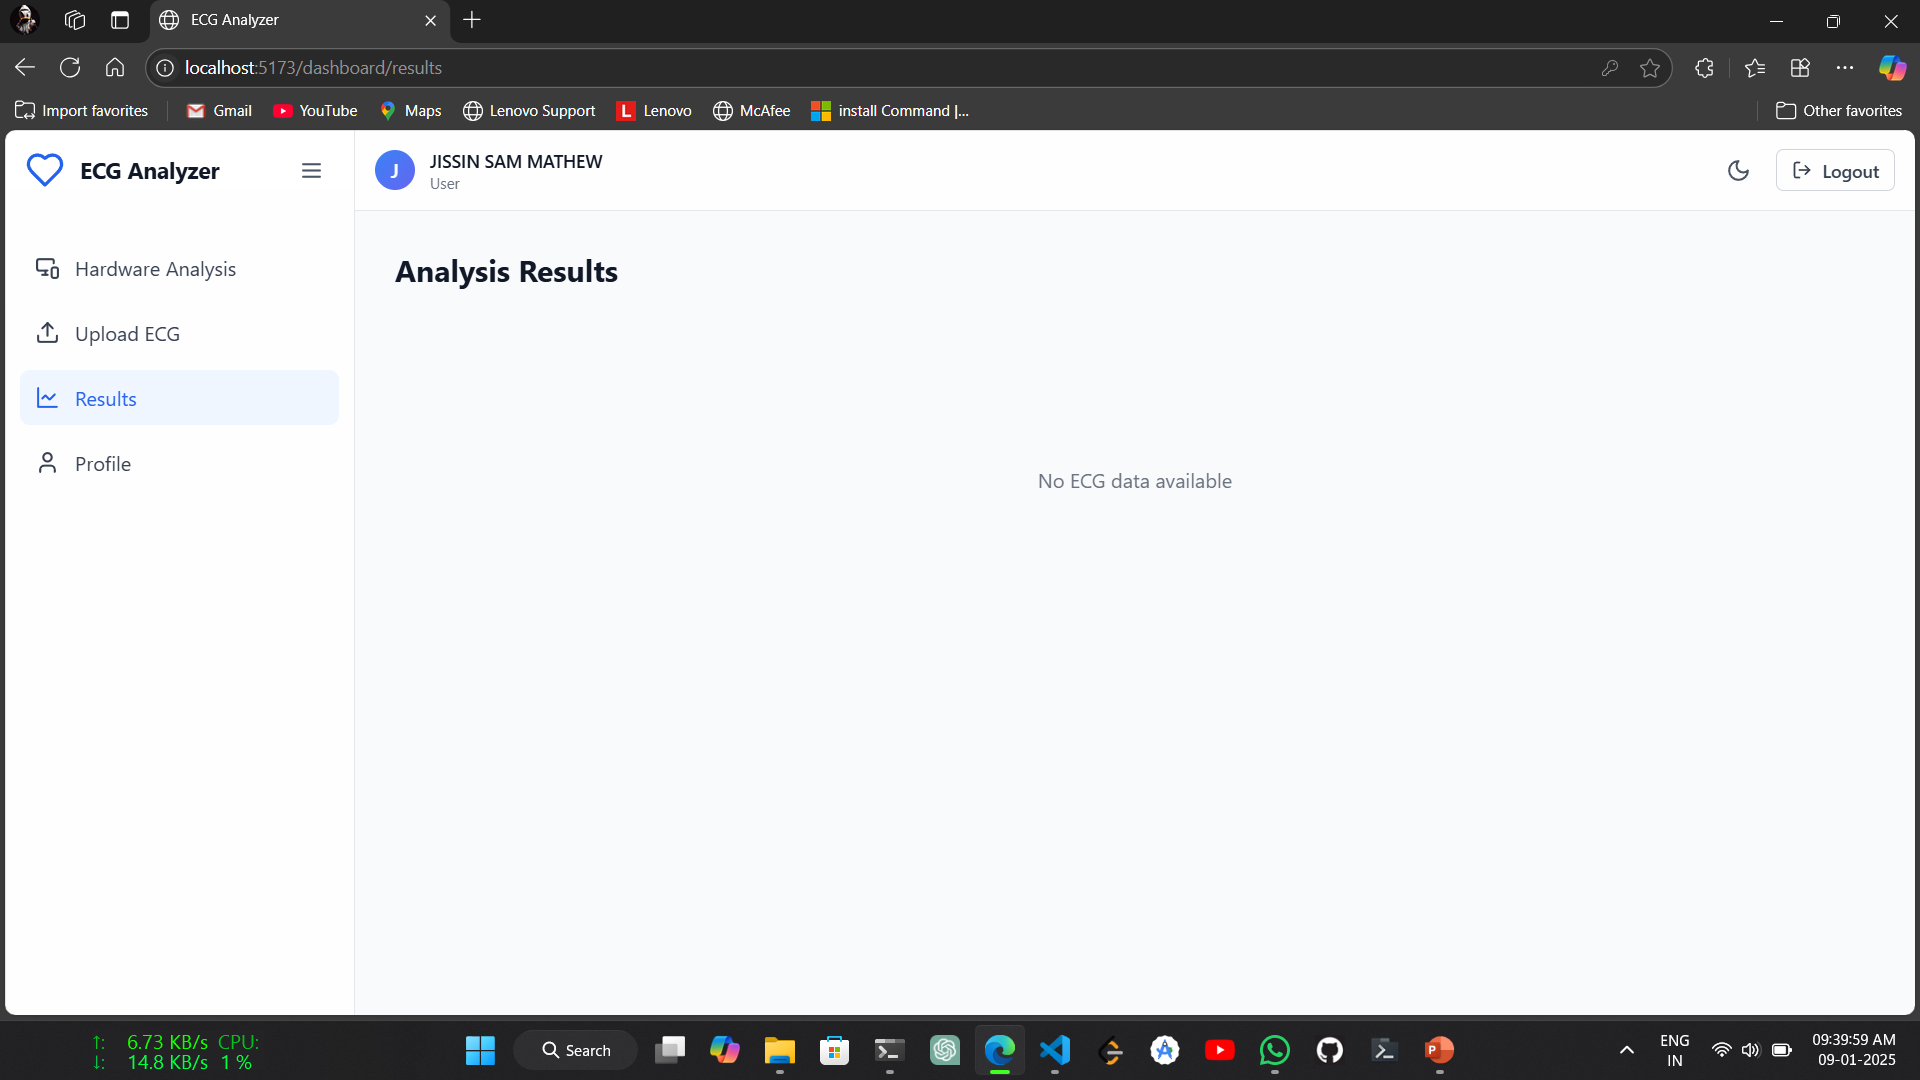 ECG Analyzer
localhost:5173/dashboard/results
Import favorites
Gmail
YouTube
Maps
Lenovo Support
L
Lenovo
McAfee
install Command |...
Other favorites
ECG Analyzer
J
JISSIN SAM MATHEW
User
Logout
Hardware Analysis
Upload ECG
Results
Profile
Analysis Results
No ECG data available
↑: 6.73 KB/s CPU:
↓: 14.8 KB/s 1 %
Search
P
ENG
IN
09:39:59 AM
09-01-2025